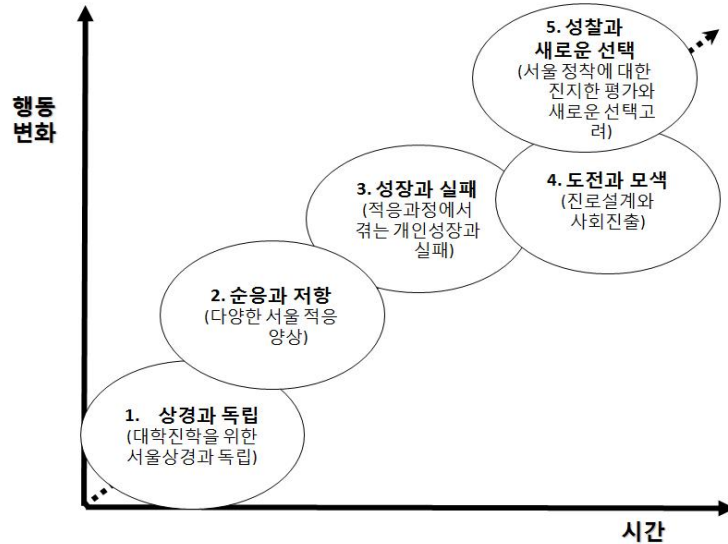 행동
변화
5. 성찰과
새로운 선택
(서울 정착에 대한
진지한 평가와
새로운 선택고
려)
3. 성장과 실패
(적응과정에서
겪는 개인성장과
실패)
4. 도전과 모색
(진로설계와
사회진출)
2. 순응과 저항
(다양한 서울 적응
양상)
1. 상경과 독립
(대학진학을 위한
서울상경과 독립)
시간